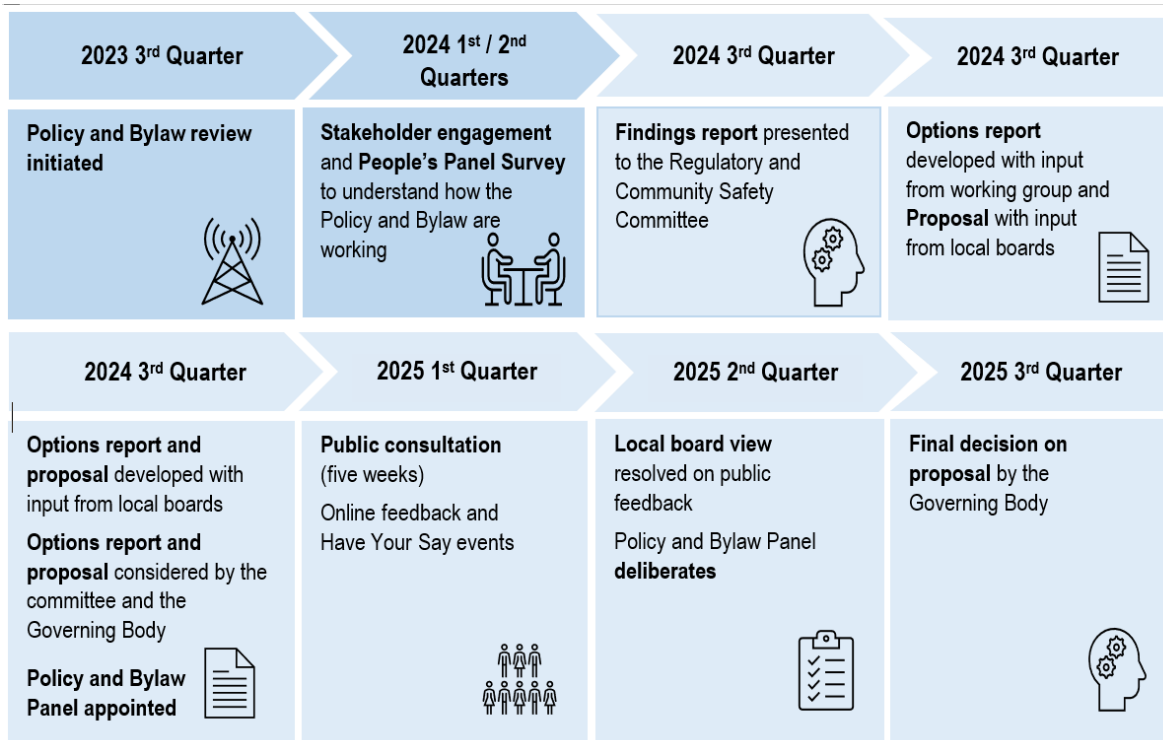 2023 3rd Quarter
2024 1st / 2nd
Quarters
2024 3rd Quarter
2024 3rd Quarter
Policy and Bylaw review
initiated
Stakeholder engagement
and People's Panel Survey
to understand how the
Policy and Bylaw are
working
Findings report presented
to the Regulatory and
Community Safety
Committee
Options report
developed with input
from working group and
Proposal with input
from local boards
2024 3rd Quarter
2025 1st Quarter
2025 2nd Quarter
2025 3rd Quarter
Options report and
proposal developed with
input from local boards
Options report and
proposal considered by the
committee and the
Governing Body
Policy and Bylaw
Panel appointed
Public consultation
(five weeks)
Online feedback and
Have Your Say events
Local board view
resolved on public
feedback
Policy and Bylaw Panel
deliberates
Final decision on
proposal by the
Governing Body